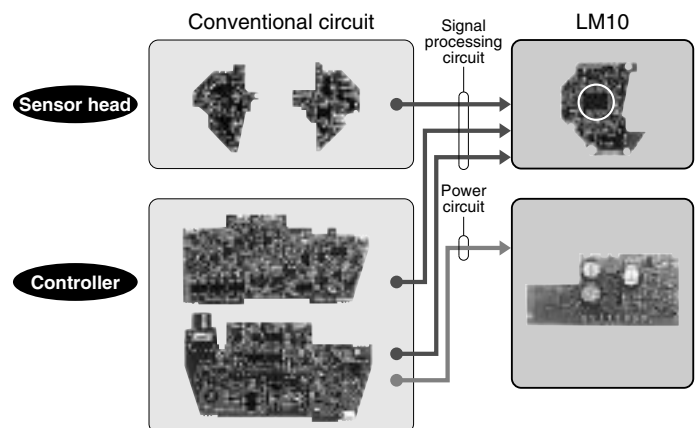 Conventional circuit
Signal
processing
circuit
LM10
Sensor head
Power
circuit
Controller